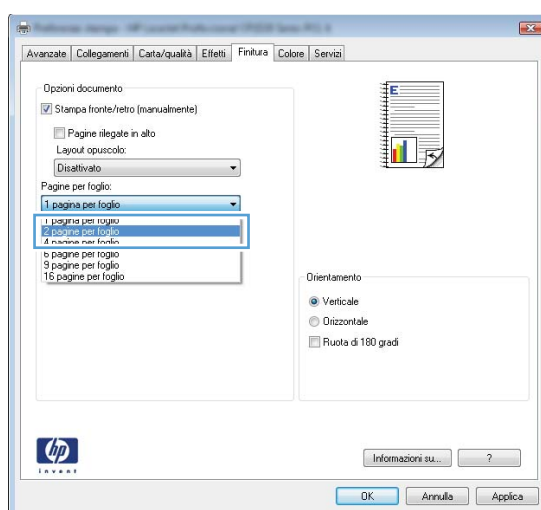 Avanzate Collegamenti Carta/qualità Effetti Finitura Colore Servizi
Opzioni documento
Stampa fronte/retro (manualmente)
Pagine rilegate in alto
Layout opuscolo:
Disattivato
Pagine per foglio:
1 pagina per foglio
1 pagina per foglio
2 pagine per foglio
4 pagine per foglio
6 pagine per foglio
9 pagine per foglio
16 pagine per foglio
E
Orientamento
Verticale
Orizzontale
Ruota di 180 gradi
hp
invent
Informazioni su... ?
OK Annulla Applica